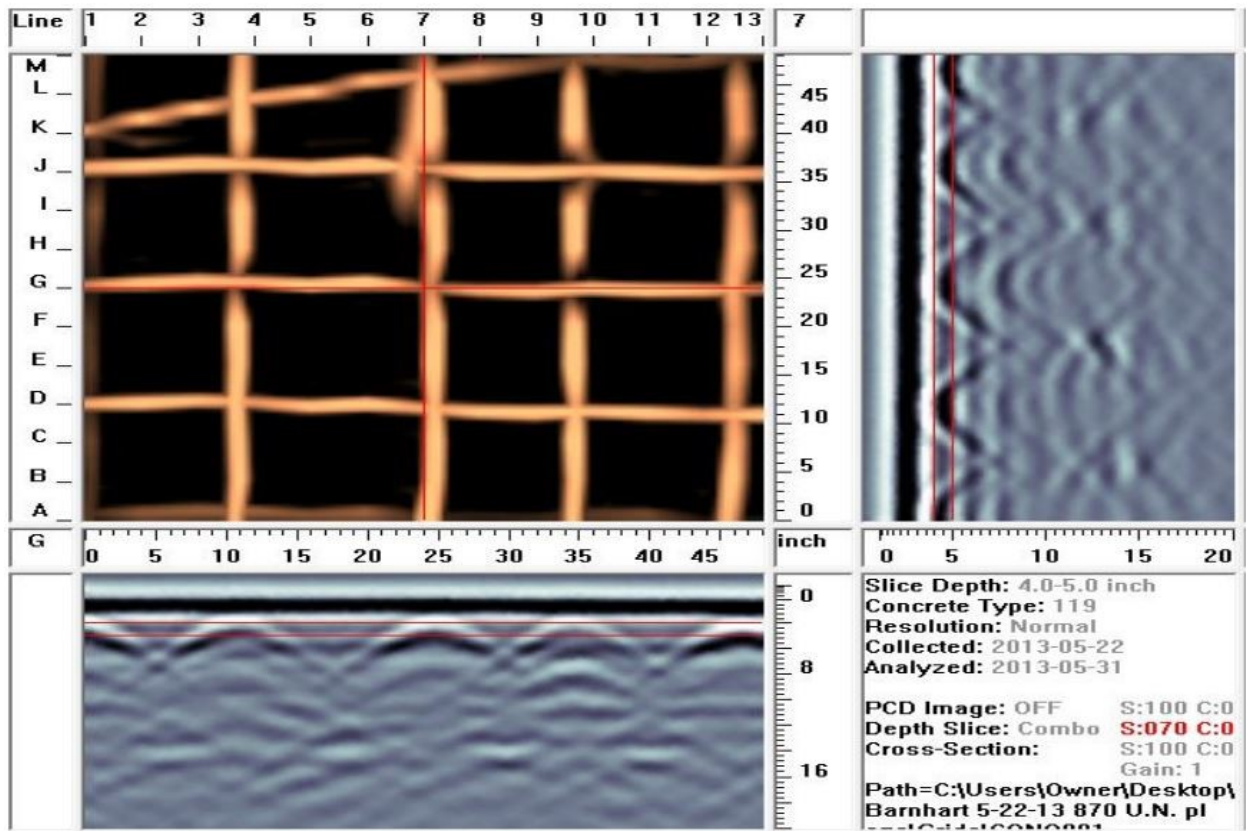 Line 1 2 3 4 5 6 7 8 9 10 11 12 13 7
M
L
K
J
I
H
G
F
E
D
C
B
A
45
40
35
30
25
20
15
10
5
0
G 0 5 10 15 20 25 30 35 40 45 inch 0 5 10 15 20
0
8
16
Slice Depth: 4.0-5.0 inch
Concrete Type: 119
Resolution: Normal
Collected: 2013-05-22
Analyzed: 2013-05-31
PCD Image: OFF S:100 C:0
Depth Slice: Combo S:070 C:0
Cross-Section: S:100 C:0
Gain: 1
Path=C:\Users\Owner\Desktop\
Barnhart 5-22-13 870 U.N. pl